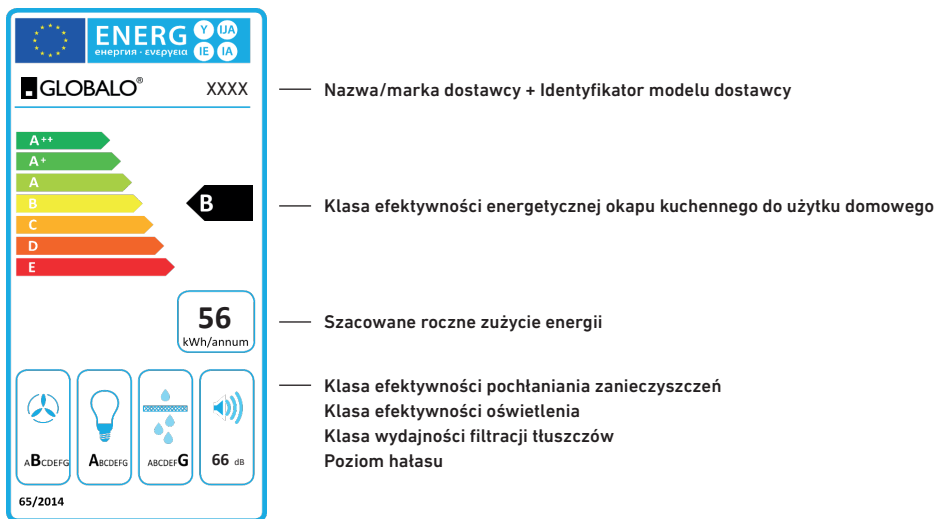 ENERG Y IJA
енергия · ενεργεια IE IA
GLOBALO® XXXX
Nazwa/marka dostawcy + Identyfikator modelu dostawcy
A++
A+
A
B
C
D
E
B
Klasa efektywności energetycznej okapu kuchennego do użytku domowego
56
kWh/annum
Szacowane roczne zużycie energii
Klasa efektywności pochłaniania zanieczyszczeń
Klasa efektywności oświetlenia
Klasa wydajności filtracji tłuszczów
Poziom hałasu
ABCDEFG
ABCDEFG
ABCDEFG
66 dB
65/2014